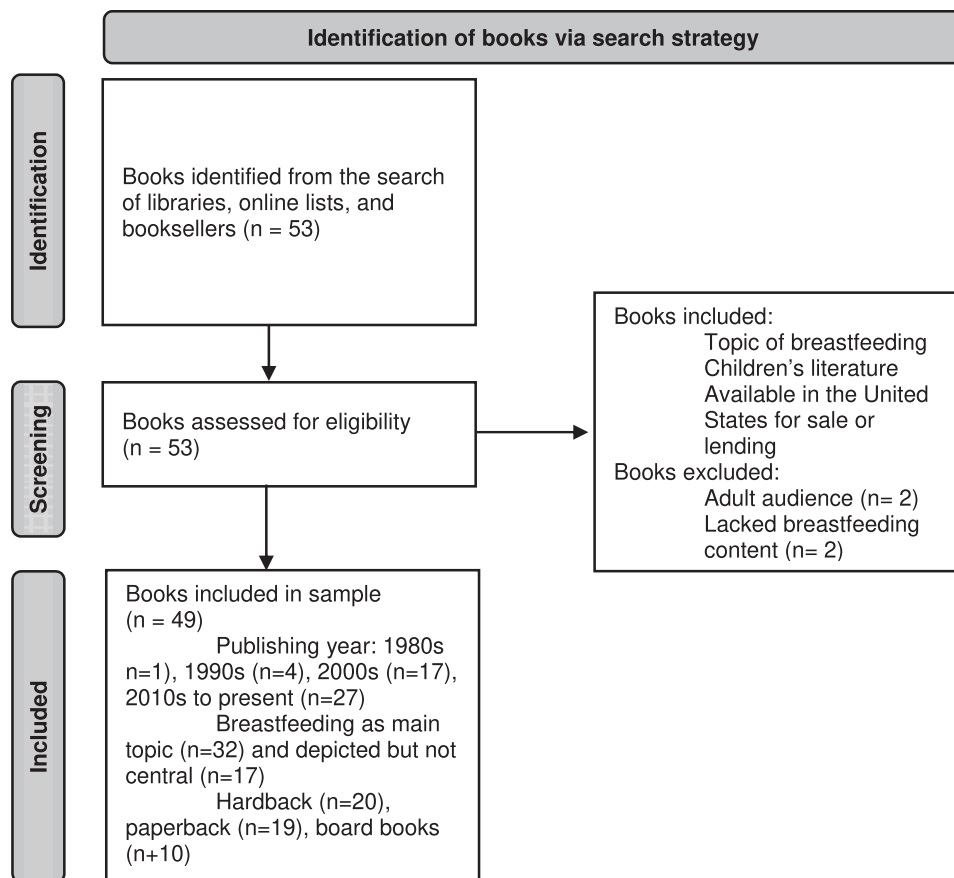 Identification of books via search strategy
Identification
Books identified from the search
of libraries, online lists, and
booksellers (n = 53)
Screening
Books assessed for eligibility
(n = 53)
Books included:
Topic of breastfeeding
Children's literature
Available in the United
States for sale or
lending
Books excluded:
Adult audience (n= 2)
Lacked breastfeeding
content (n= 2)
Included
Books included in sample
(n = 49)
Publishing year: 1980s
n=1), 1990s (n=4), 2000s (n=17),
2010s to present (n=27)
Breastfeeding as main
topic (n=32) and depicted but not
central (n=17)
Hardback (n=20),
paperback (n=19), board books
(n+10)